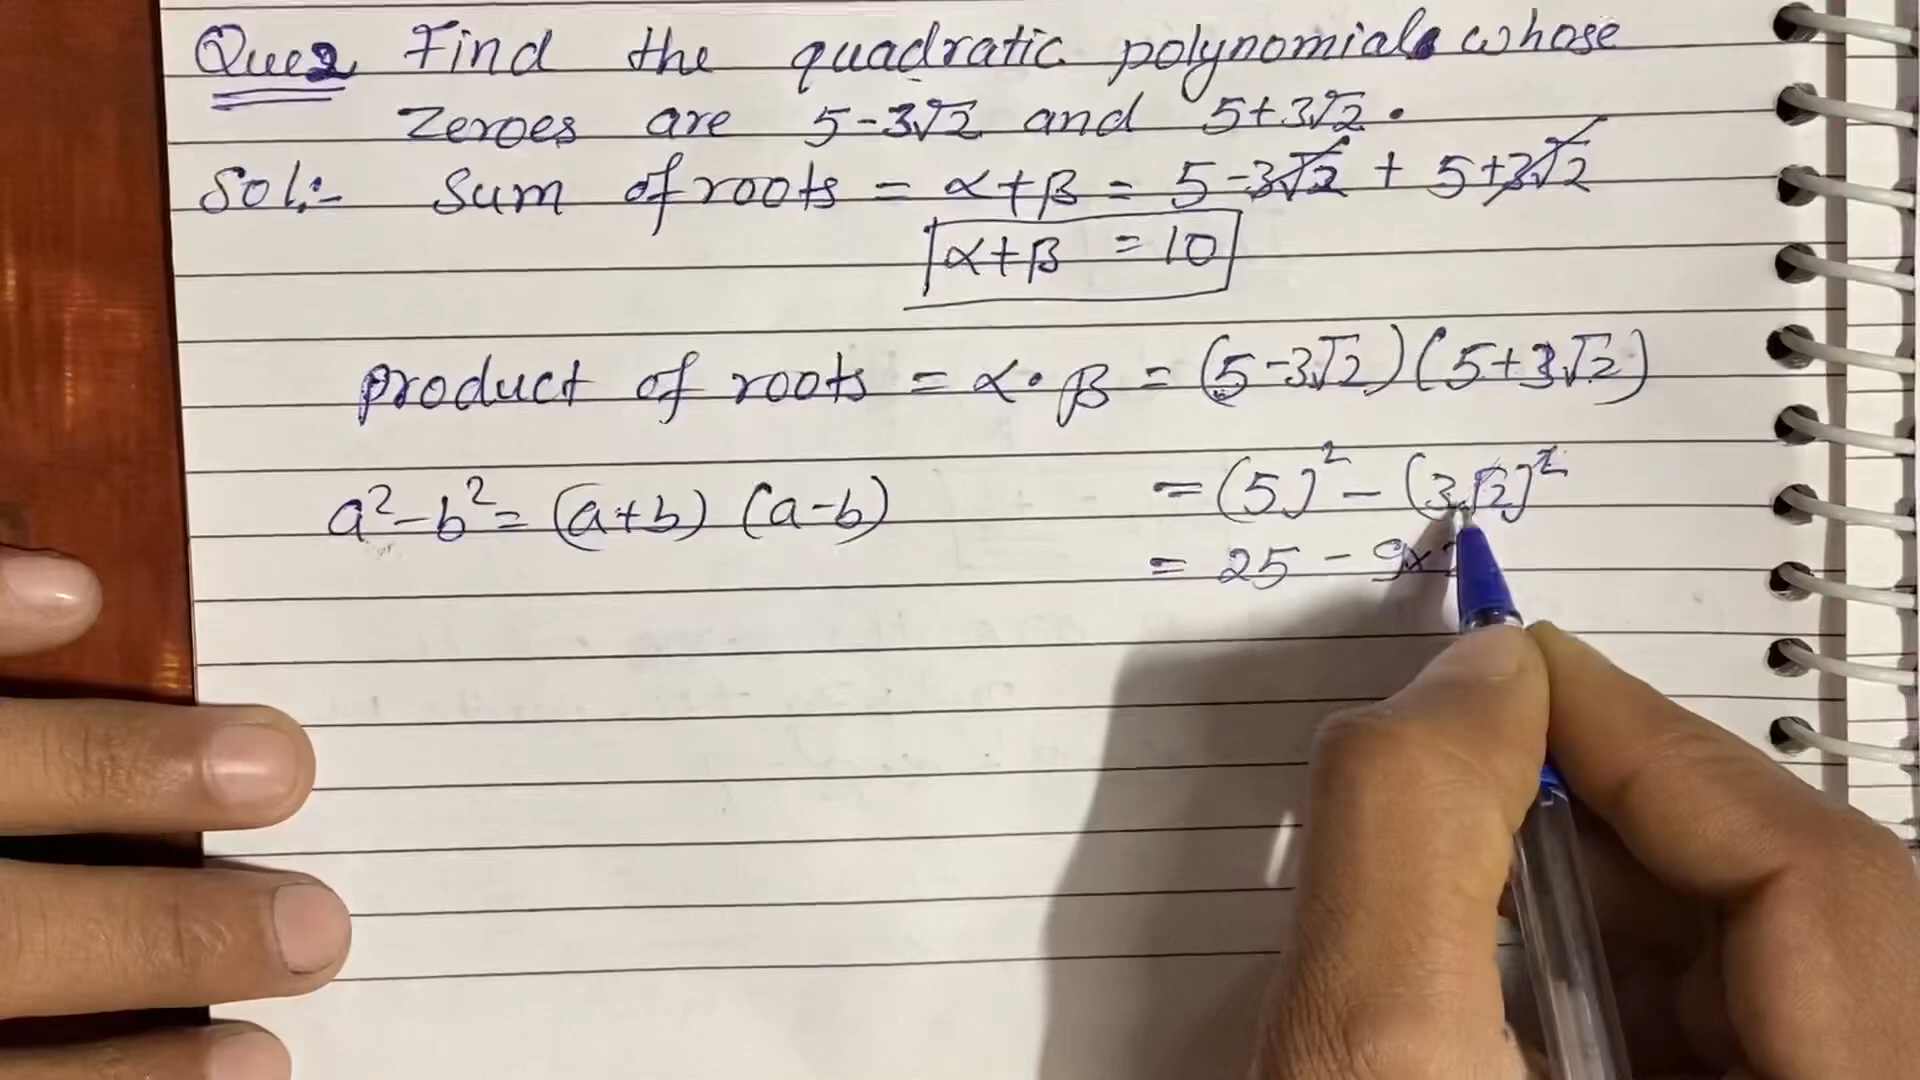 Que2 Find the quadratic polynomial whose
zeroes are 5-3√2 and 5+3√2.
Sol:- Sum of roots = α+β = 5-3√2 + 5+3√2
α+β = 10
product of roots = α·β = (5-3√2)(5+3√2)
a²-b² = (a+b) (a-b)
= (5)² - (3√2)²
= 25 - 9×